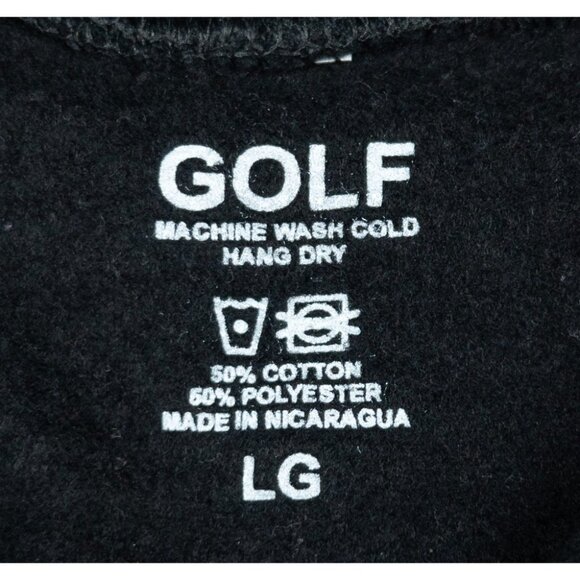 GOLF
MACHINE WASH COLD
HANG DRY
50% COTTON
50% POLYESTER
MADE IN NICARAGUA
LG